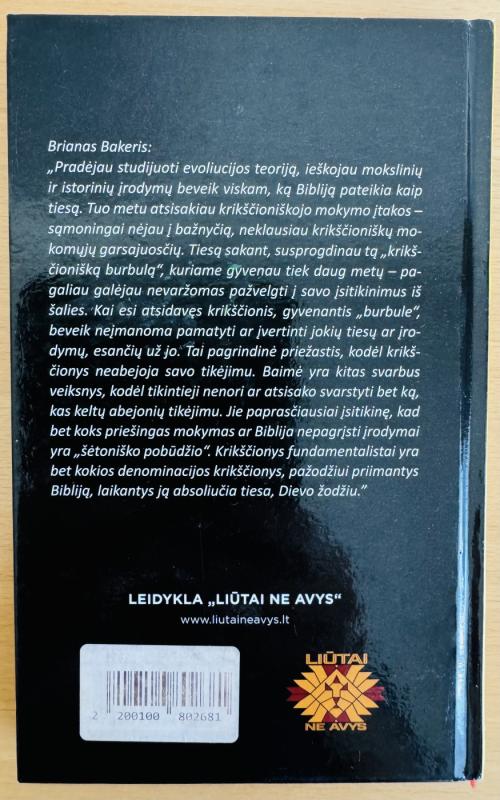 Brianas Bakeris:
„Pradėjau studijuoti evoliucijos teoriją, ieškojau mokslinių
ir istorinių įrodymų beveik viskam, ką Bibliją pateikia kaip
tiesą. Tuo metu atsisakiau krikščioniškojo mokymo įtakos –
sąmoningai nėjau į bažnyčią, neklausiau krikščioniškų mo-
komųjų garsajuosčių. Tiesą sakant, susprogdinau tą „krikš-
čionišką burbulą“, kuriame gyvenau tiek daug metų – pa-
galiau galėjau nevaržomas pažvelgti į savo įsitikinimus iš
šalies. Kai esi atsidavęs krikščionis, gyvenantis „burbule“,
beveik neįmanoma pamatyti ar įvertinti jokių tiesų ar įro-
dymų, esančių už jo. Tai pagrindinė priežastis, kodėl krikš-
čionys neabejoja savo tikėjimu. Baimė yra kitas svarbus
veiksnys, kodėl tikintieji nenori ar atsisako svarstyti bet ką,
kas keltų abejonių tikėjimu. Jie paprasčiausiai įsitikinę, kad
bet koks priešingas mokymas ar Biblija nepagrįsti įrodymai
yra „šėtoniško pobūdžio“. Krikščionys fundamentalistai yra
bet kokios denominacijos krikščionys, pažodžiui priimantys
Bibliją, laikantys ją absoliučia tiesa, Dievo žodžiu.”
LEIDYKLA „LIŪTAI NE AVYS“
www.liutaineavys.lt
2 200100 802681
LIŪTAI
NE AVYS